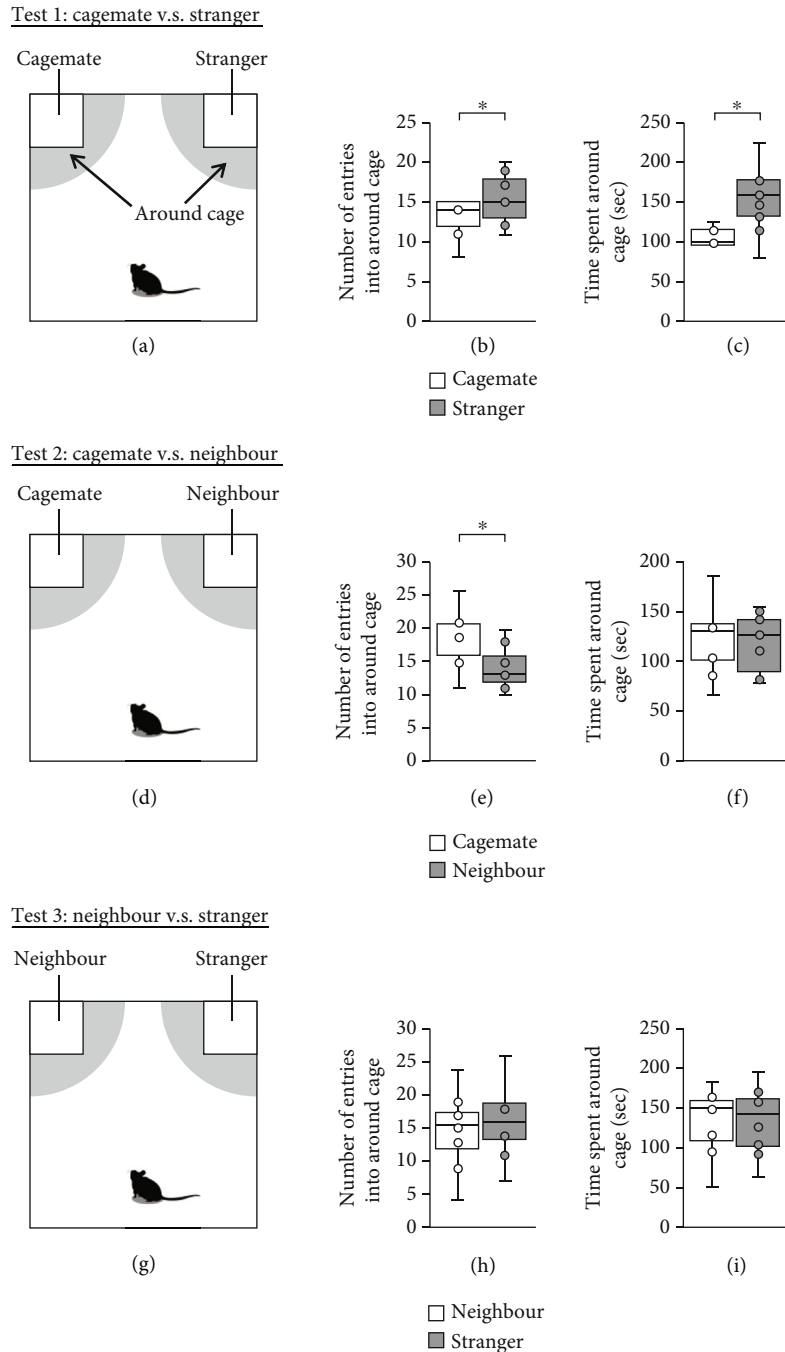 Test 1: cagemate v.s. stranger
Cagemate
Stranger
Around cage
(a)
Number of entries
into around cage
25
20
15
10
5
0
*
(b)
Time spent around
cage (sec)
250
200
150
100
50
0
*
(c)
Cagemate
Stranger
Test 2: cagemate v.s. neighbour
Cagemate
Neighbour
(d)
Number of entries
into around cage
30
25
20
15
10
5
0
*
(e)
Time spent around
cage (sec)
200
150
100
50
0
(f)
Cagemate
Neighbour
Test 3: neighbour v.s. stranger
Neighbour
Stranger
(g)
Number of entries
into around cage
30
25
20
15
10
5
0
(h)
Time spent around
cage (sec)
250
200
150
100
50
0
(i)
Neighbour
Stranger